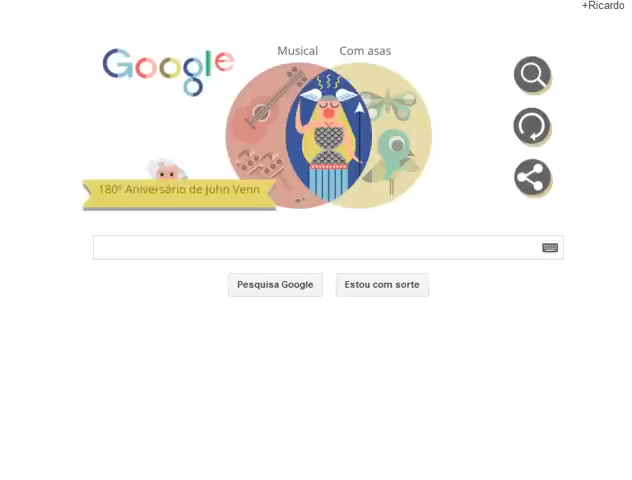 +Ricardo
Musical Com asas
Google
180º Aniversário de John Venn
Pesquisa Google Estou com sorte